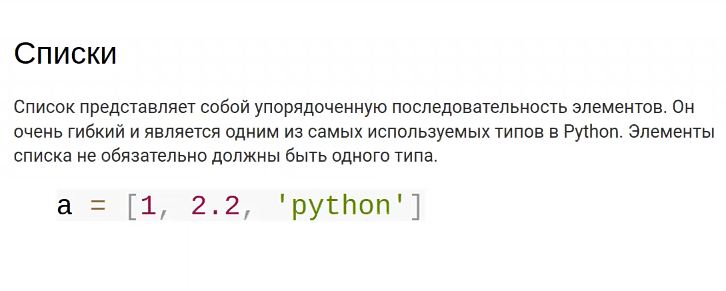 Списки
Список представляет собой упорядоченную последовательность элементов. Он
очень гибкий и является одним из самых используемых типов в Python. Элементы
списка не обязательно должны быть одного типа.
a = [1, 2.2, 'python']